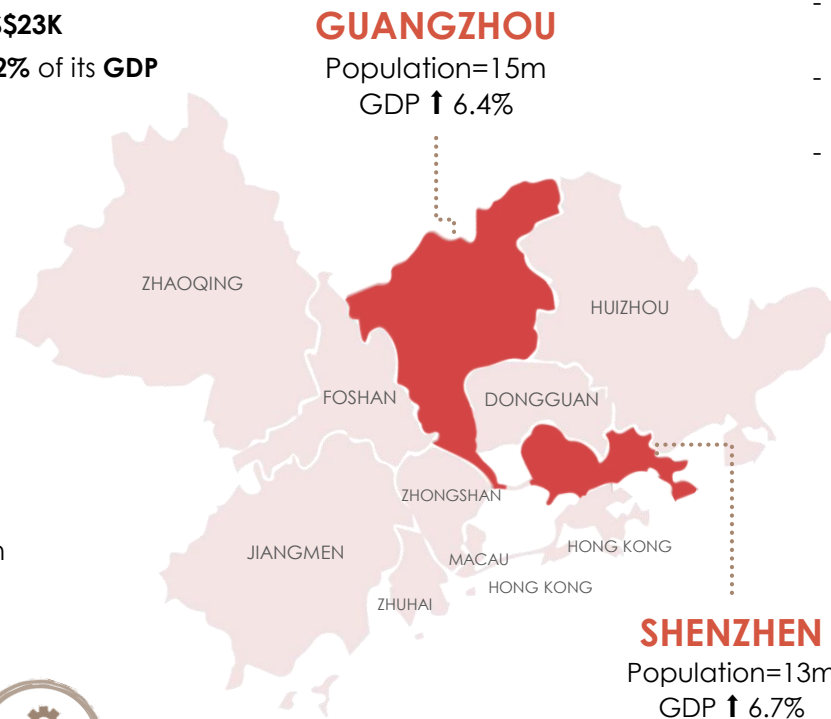 $23K
2% of its GDP
GUANGZHOU
Population=15m
GDP ⬆ 6.4%
-
-
-
ZHAOQING
HUIZHOU
FOSHAN
DONGGUAN
ZHONGSHAN
JIANGMEN
MACAU
HONG KONG
HONG KONG
ZHUHAI
SHENZHEN
Population=13m
GDP ⬆ 6.7%